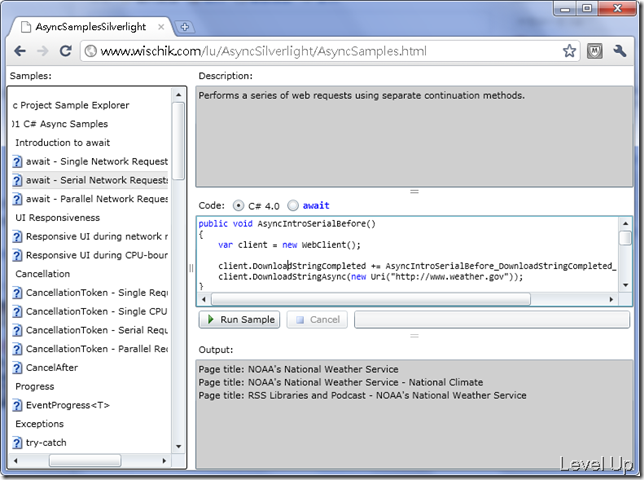 AsyncSamplesSilverlight
www.wischik.com/lu/AsyncSilverlight/AsyncSamples.html
Samples:
c Project Sample Explorer
01 C# Async Samples
Introduction to await
await - Single Network Request
await - Serial Network Requests
await - Parallel Network Request
UI Responsiveness
Responsive UI during network r
Responsive UI during CPU-bour
Cancellation
CancellationToken - Single Requ
CancellationToken - Single CPU
CancellationToken - Serial Reque
CancellationToken - Parallel Rec
CancelAfter
Progress
EventProgress<T>
Exceptions
try-catch
Description:
Performs a series of web requests using separate continuation methods.
Code: C# 4.0 await
public void AsyncIntroSerialBefore()
{
var client = new WebClient();
client.DownloadStringCompleted += AsyncIntroSerialBefore_DownloadStringCompleted_
client.DownloadStringAsync(new Uri("http://www.weather.gov"));
}
Run Sample Cancel
Output:
Page title: NOAA's National Weather Service
Page title: NOAA's National Weather Service - National Climate
Page title: RSS Libraries and Podcast - NOAA's National Weather Service
Level Up